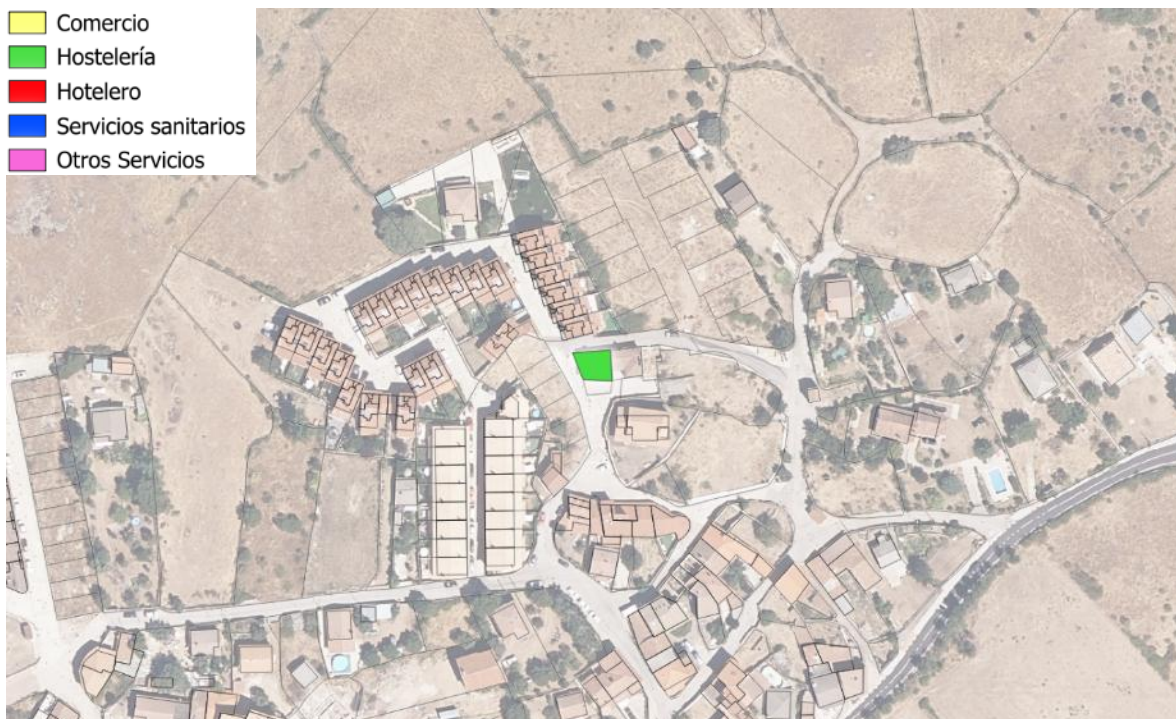 Comercio
Hostelería
Hotelero
Servicios sanitarios
Otros Servicios